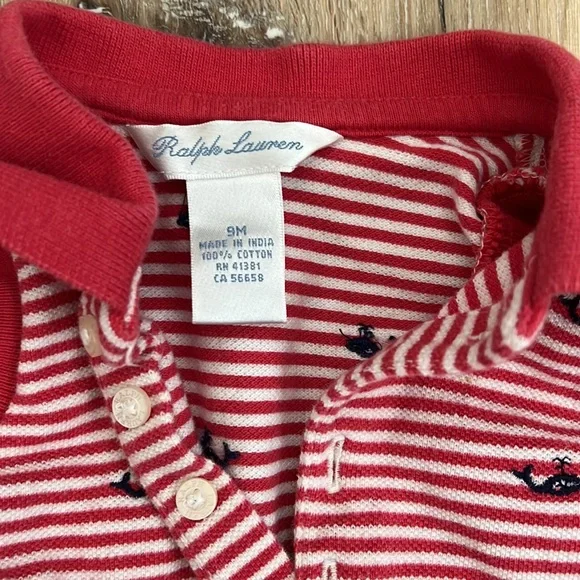 Ralph Lauren
9M
MADE IN INDIA
100% COTTON
RN 41381
CA 56658